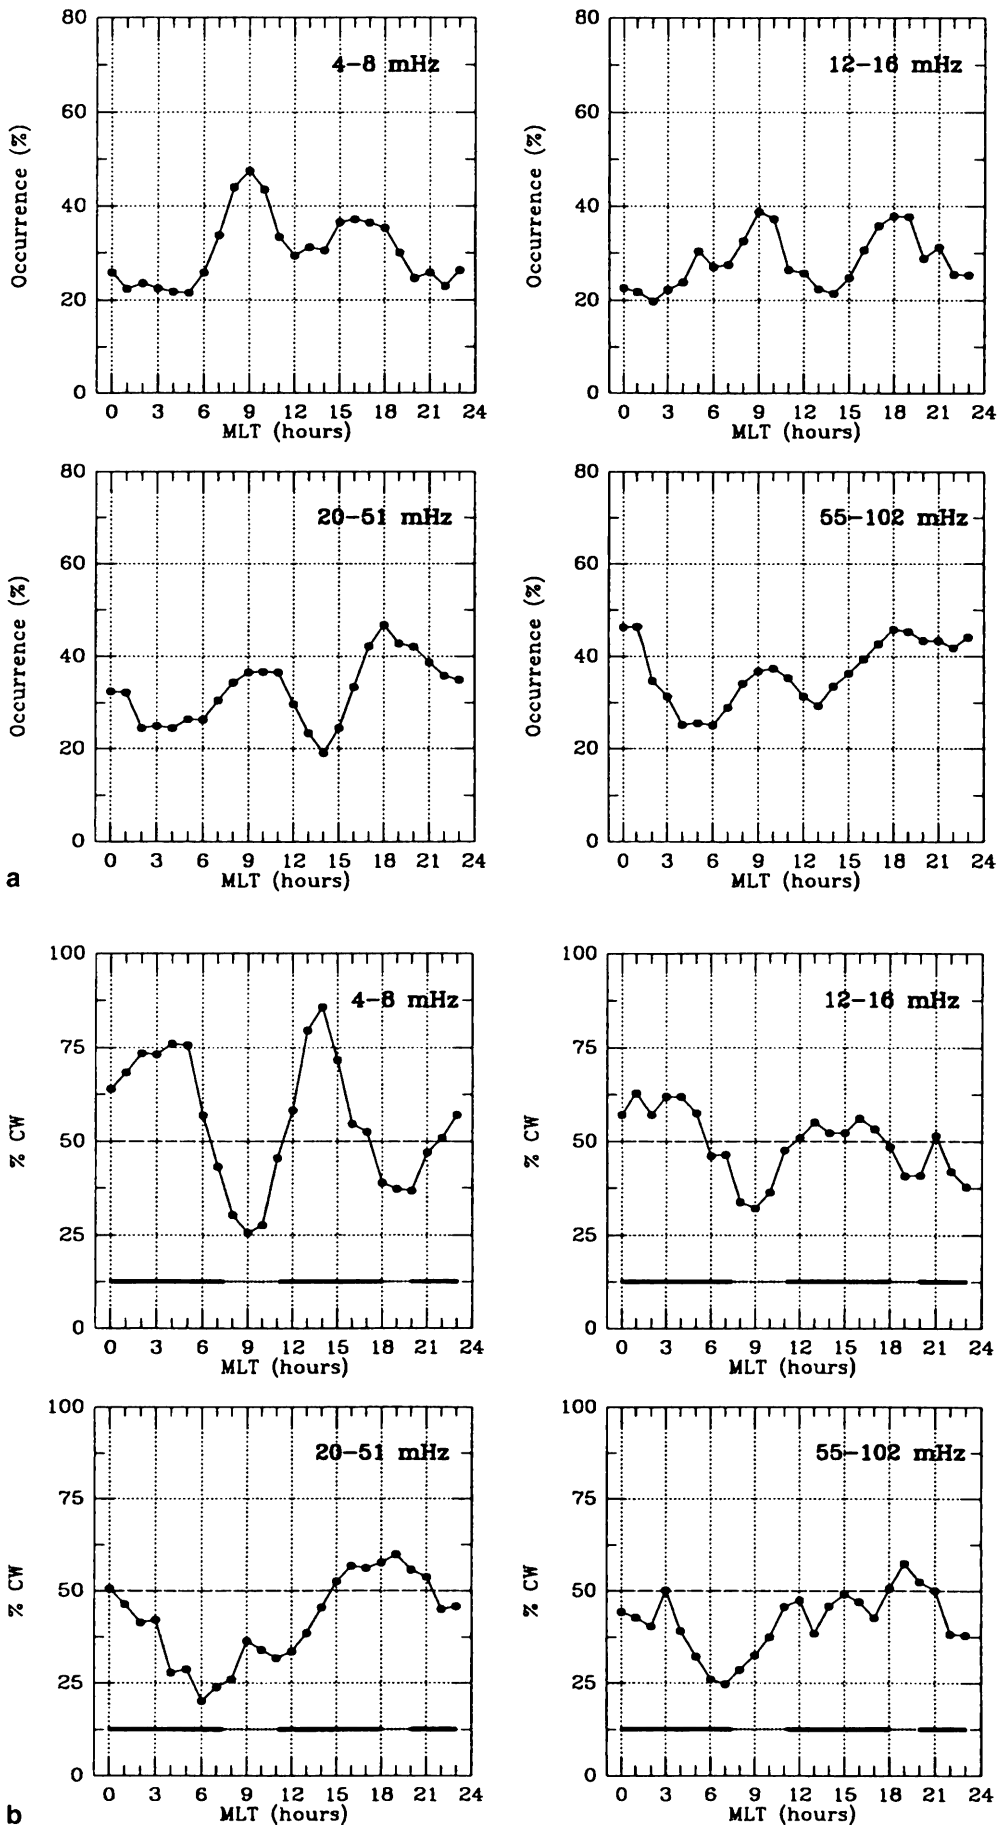 80
60
40
20
0
Occurrence (%)
4-8 mHz
0 3 6 9 12 15 18 21 24
MLT (hours)
80
60
40
20
0
Occurrence (%)
12-16 mHz
0 3 6 9 12 15 18 21 24
MLT (hours)
80
60
40
20
0
Occurrence (%)
20-51 mHz
0 3 6 9 12 15 18 21 24
MLT (hours)
80
60
40
20
0
Occurrence (%)
55-102 mHz
0 3 6 9 12 15 18 21 24
MLT (hours)
a
100
75
50
25
0
% CW
4-8 mHz
0 3 6 9 12 15 18 21 24
MLT (hours)
100
75
50
25
0
% CW
12-16 mHz
0 3 6 9 12 15 18 21 24
MLT (hours)
100
75
50
25
0
% CW
20-51 mHz
0 3 6 9 12 15 18 21 24
MLT (hours)
100
75
50
25
0
% CW
55-102 mHz
0 3 6 9 12 15 18 21 24
MLT (hours)
b